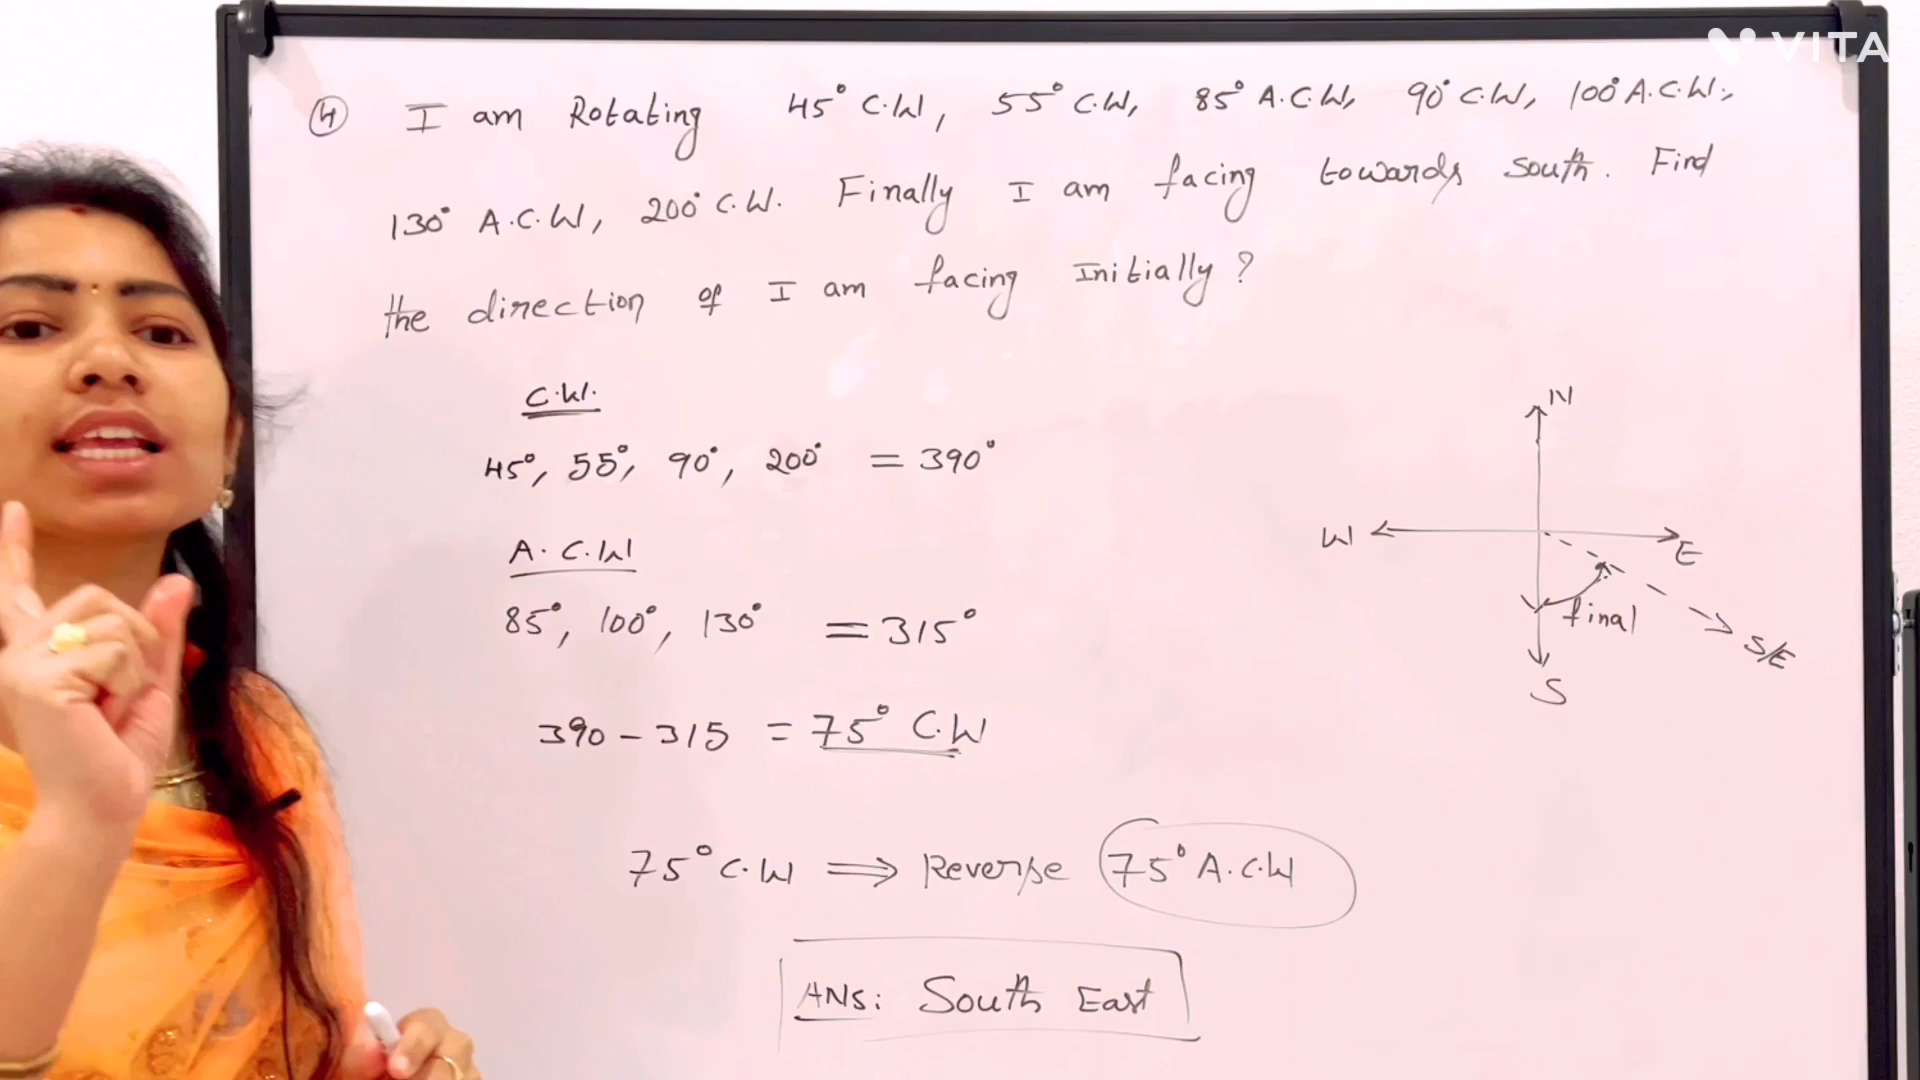 VITA
④ I am Rotating 45° C.W, 55° C.W, 85° A.C.W, 90° C.W, 100° A.C.W,
130° A.C.W, 200° C.W. Finally I am facing towards south. Find
the direction of I am facing Initially?
C.W.
45°, 55°, 90°, 200° = 390°
A.C.W
85°, 100°, 130° = 315°
390 - 315 = 75° C.W
75° C.W ⟹ Reverse 75° A.C.W
ANS: South East
N
W
E
final
S/E
S